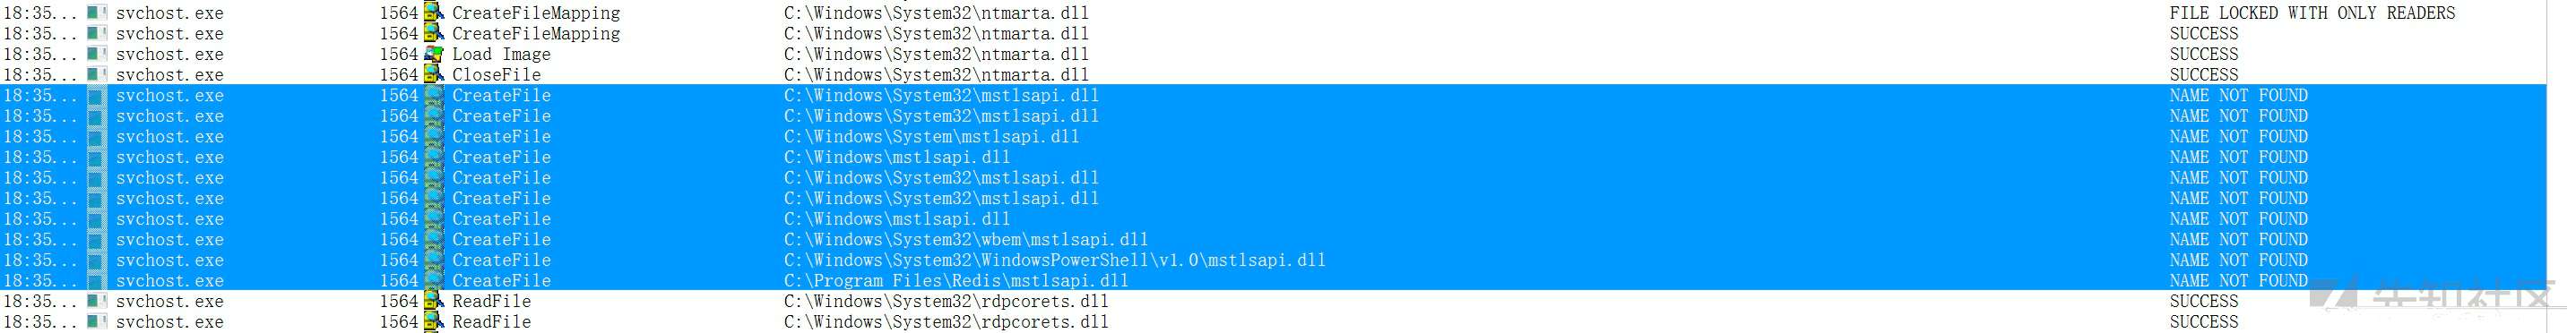 18:35... svchost.exe 1564 CreateFileMapping C:\Windows\System32\ntmarta.dll FILE LOCKED WITH ONLY READERS
18:35... svchost.exe 1564 CreateFileMapping C:\Windows\System32\ntmarta.dll SUCCESS
18:35... svchost.exe 1564 Load Image C:\Windows\System32\ntmarta.dll SUCCESS
18:35... svchost.exe 1564 CloseFile C:\Windows\System32\ntmarta.dll SUCCESS
18:35... svchost.exe 1564 CreateFile C:\Windows\System32\mstlsapi.dll NAME NOT FOUND
18:35... svchost.exe 1564 CreateFile C:\Windows\System32\mstlsapi.dll NAME NOT FOUND
18:35... svchost.exe 1564 CreateFile C:\Windows\System\mstlsapi.dll NAME NOT FOUND
18:35... svchost.exe 1564 CreateFile C:\Windows\mstlsapi.dll NAME NOT FOUND
18:35... svchost.exe 1564 CreateFile C:\Windows\System32\mstlsapi.dll NAME NOT FOUND
18:35... svchost.exe 1564 CreateFile C:\Windows\System32\mstlsapi.dll NAME NOT FOUND
18:35... svchost.exe 1564 CreateFile C:\Windows\mstlsapi.dll NAME NOT FOUND
18:35... svchost.exe 1564 CreateFile C:\Windows\System32\wbem\mstlsapi.dll NAME NOT FOUND
18:35... svchost.exe 1564 CreateFile C:\Windows\System32\WindowsPowerShell\v1.0\mstlsapi.dll NAME NOT FOUND
18:35... svchost.exe 1564 CreateFile C:\Program Files\Redis\mstlsapi.dll NAME NOT FOUND
18:35... svchost.exe 1564 ReadFile C:\Windows\System32\rdpcorets.dll SUCCESS
18:35... svchost.exe 1564 ReadFile C:\Windows\System32\rdpcorets.dll SUCCESS
先知社区